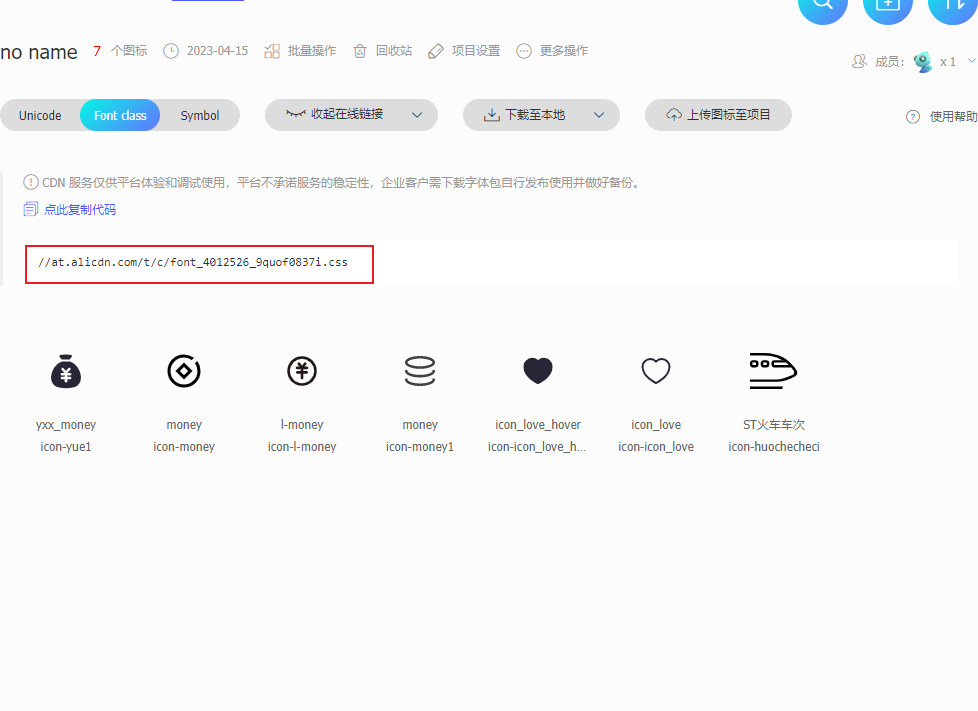 no name 7 个图标 2023-04-15 批量操作 回收站 项目设置 更多操作
成员: x 1
Unicode Font class Symbol 收起在线链接 下载至本地 上传图标至项目 使用帮助
CDN 服务仅供平台体验和调试使用，平台不承诺服务的稳定性，企业客户需下载字体包自行发布使用并做好备份。
点此复制代码
//at.alicdn.com/t/c/font_4012526_9quof0837i.css
yxx_money money l-money money icon_love_hover icon_love ST火车车次
icon-yue1 icon-money icon-l-money icon-money1 icon-icon_love_h... icon-icon_love icon-huochecheci